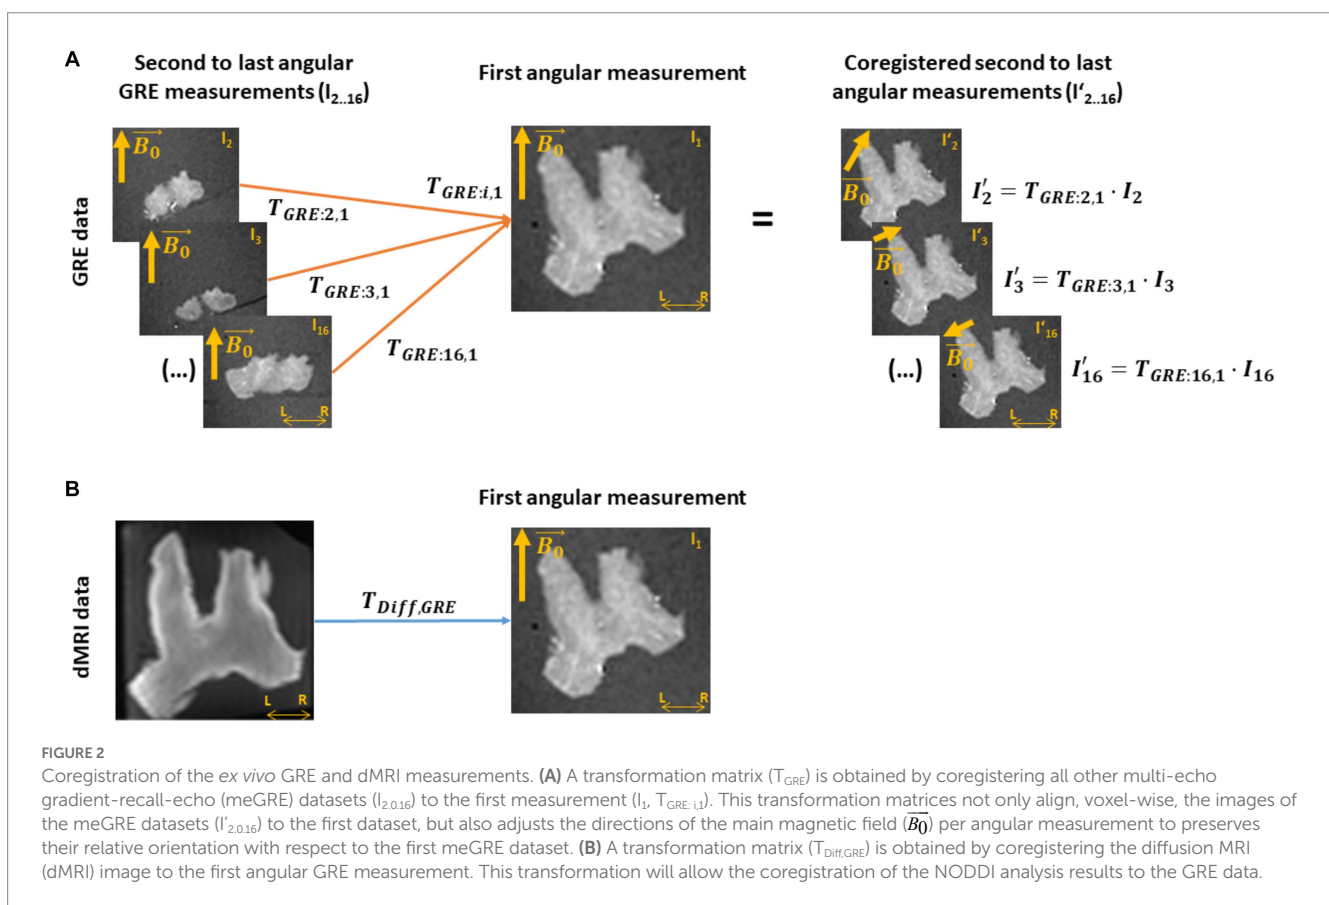 A
Second to last angular
GRE measurements (I2..16)
First angular measurement
Coregistered second to last
angular measurements (I‘2..16)
GRE data
B0 I2
TGRE:2,1
B0 I3
TGRE:3,1
B0 I16
TGRE:16,1
(...)
L R
TGRE:i,1
B0 I1
L R
=
B0 I‘2
I′2 = TGRE:2,1 · I2
B0 I‘3
I′3 = TGRE:3,1 · I3
B0 I‘16
I′16 = TGRE:16,1 · I16
(...)
L R
B
First angular measurement
dMRI data
L R
TDiff,GRE
B0 I1
L R
FIGURE 2
Coregistration of the ex vivo GRE and dMRI measurements. (A) A transformation matrix (TGRE) is obtained by coregistering all other multi-echo
gradient-recall-echo (meGRE) datasets (I2.0.16) to the first measurement (I1, TGRE: i,1). This transformation matrices not only align, voxel-wise, the images of
the meGRE datasets (I′2.0.16) to the first dataset, but also adjusts the directions of the main magnetic field (B0) per angular measurement to preserves
their relative orientation with respect to the first meGRE dataset. (B) A transformation matrix (TDiff,GRE) is obtained by coregistering the diffusion MRI
(dMRI) image to the first angular GRE measurement. This transformation will allow the coregistration of the NODDI analysis results to the GRE data.